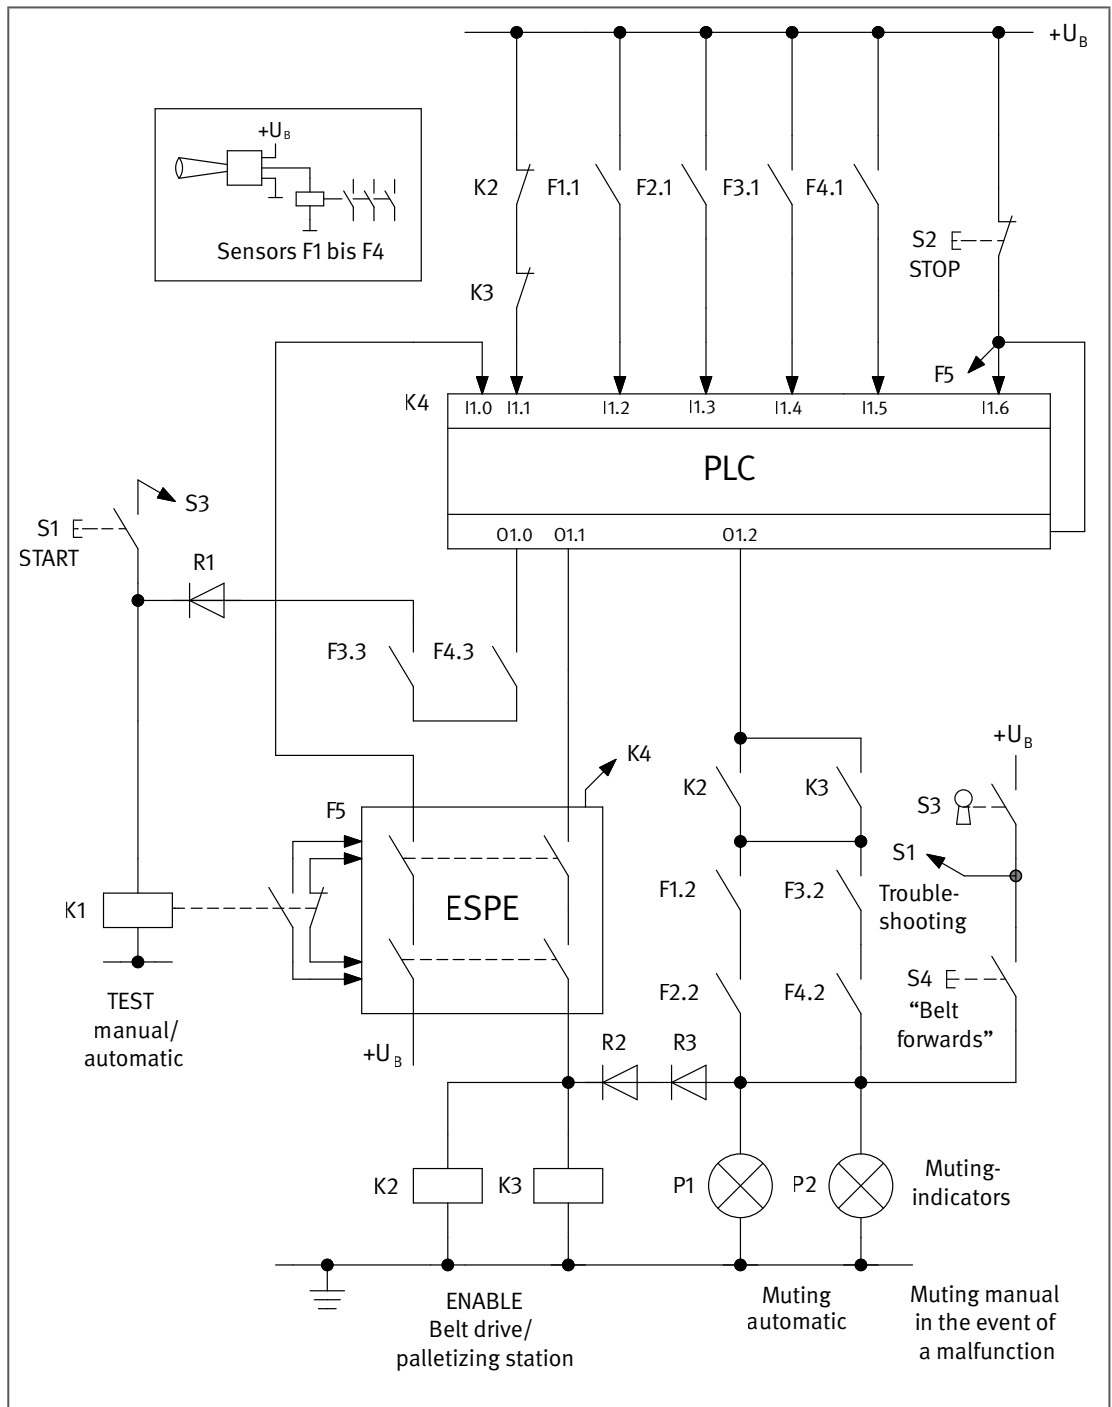 +UB
+UB
Sensors F1 bis F4
K2
F1.1
F2.1
F3.1
F4.1
S2
STOP
K3
F5
K4
I1.0
I1.1
I1.2
I1.3
I1.4
I1.5
I1.6
PLC
O1.0
O1.1
O1.2
S3
S1
START
R1
F3.3
F4.3
K4
+UB
K2
K3
S3
F5
S1
ESPE
F1.2
F3.2
Trouble-
shooting
K1
TEST
manual/
automatic
F2.2
F4.2
S4
“Belt
forwards”
+UB
R2
R3
K2
K3
P1
P2
Muting-
indicators
ENABLE
Belt drive/
palletizing station
Muting
automatic
Muting manual
in the event of
a malfunction